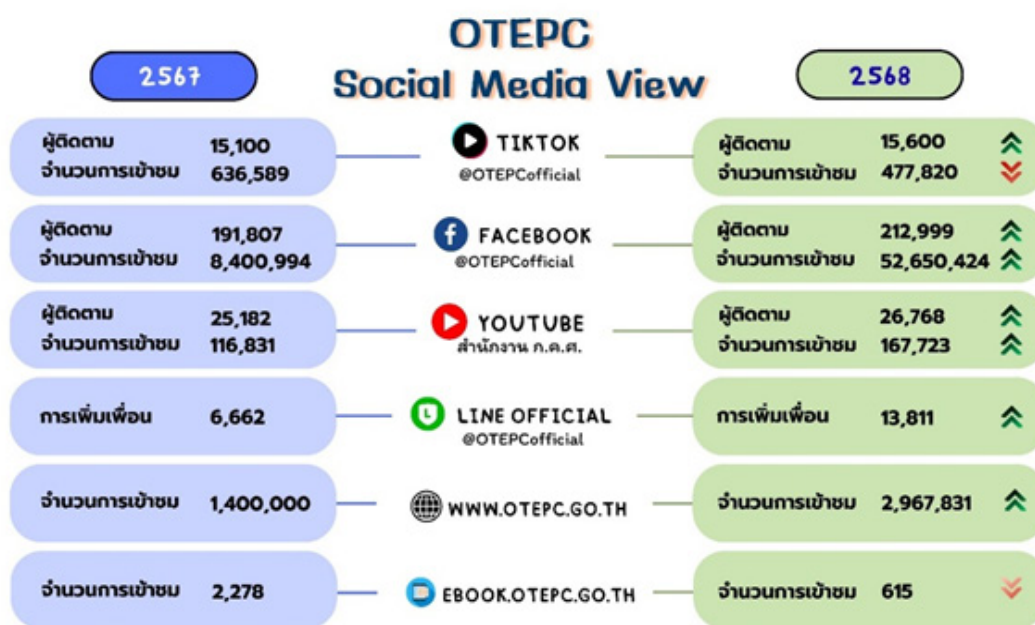 OTEPC
Social Media View
2567
2568
ผู้ติดตาม 15,100
จำนวนการเข้าชม 636,589
TIKTOK
@OTEPCofficial
ผู้ติดตาม 15,600
จำนวนการเข้าชม 477,820
ผู้ติดตาม 191,807
จำนวนการเข้าชม 8,400,994
FACEBOOK
@OTEPCofficial
ผู้ติดตาม 212,999
จำนวนการเข้าชม 52,650,424
ผู้ติดตาม 25,182
จำนวนการเข้าชม 116,831
YOUTUBE
สำนักงาน ก.ค.ศ.
ผู้ติดตาม 26,768
จำนวนการเข้าชม 167,723
การเพิ่มเพื่อน 6,662
LINE OFFICIAL
@OTEPCofficial
การเพิ่มเพื่อน 13,811
จำนวนการเข้าชม 1,400,000
WWW.OTEPC.GO.TH
จำนวนการเข้าชม 2,967,831
จำนวนการเข้าชม 2,278
EBOOK.OTEPC.GO.TH
จำนวนการเข้าชม 615